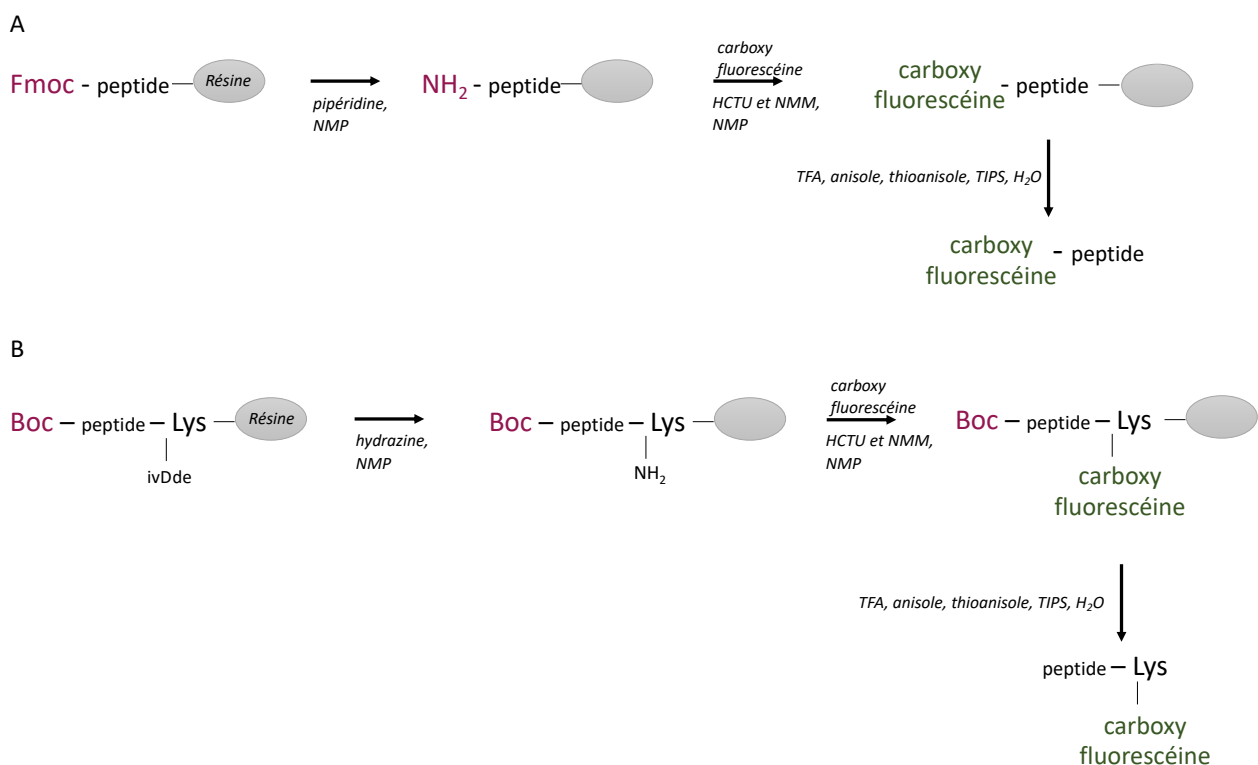 A
Fmoc - peptide Résine
pipéridine,
NMP
NH2 - peptide
carboxy
fluorescéine
HCTU et NMM,
NMP
carboxy
fluorescéine - peptide
TFA, anisole, thioanisole, TIPS, H2O
carboxy
fluorescéine - peptide
B
Boc – peptide – Lys Résine
ivDde
hydrazine,
NMP
Boc – peptide – Lys
NH2
carboxy
fluorescéine
HCTU et NMM,
NMP
Boc – peptide – Lys
carboxy
fluorescéine
TFA, anisole, thioanisole, TIPS, H2O
peptide – Lys
carboxy
fluorescéine